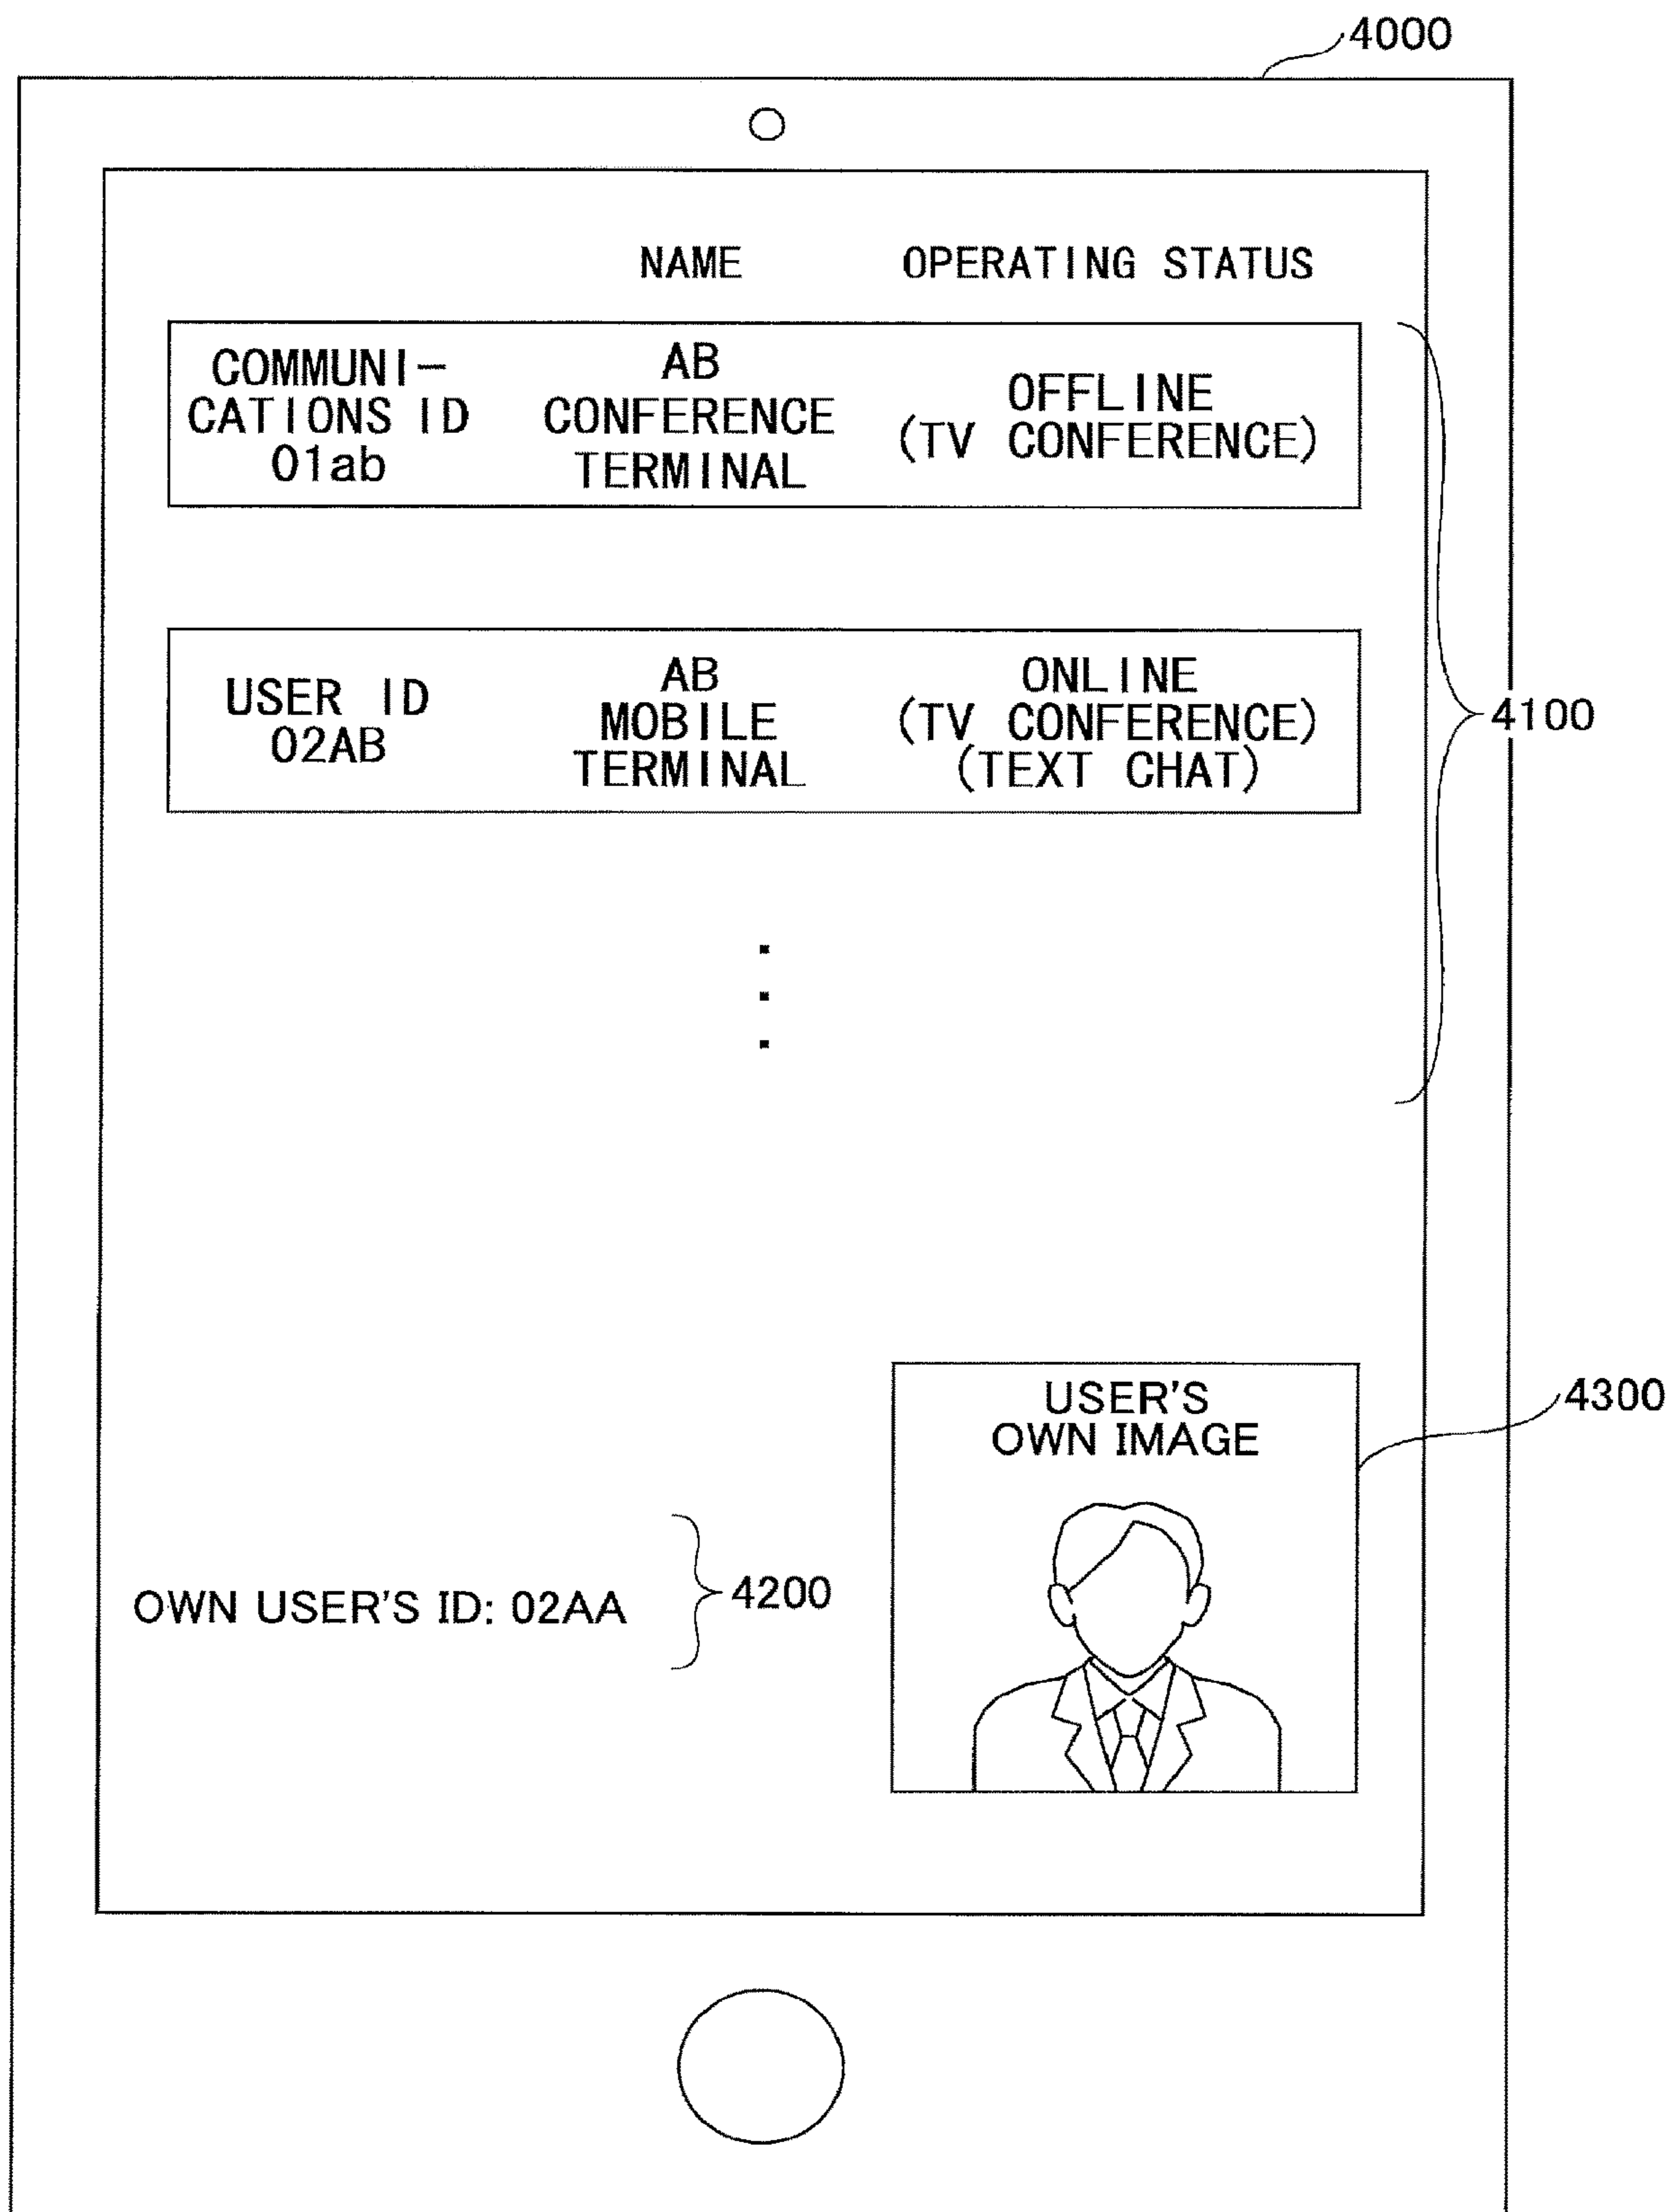 4000
NAME OPERATING STATUS
COMMUNI-
CATIONS ID
01ab
AB
CONFERENCE
TERMINAL
OFFLINE
(TV CONFERENCE)
USER ID
02AB
AB
MOBILE
TERMINAL
ONLINE
(TV CONFERENCE)
(TEXT CHAT)
4100
USER'S
OWN IMAGE
4300
OWN USER'S ID: 02AA
4200